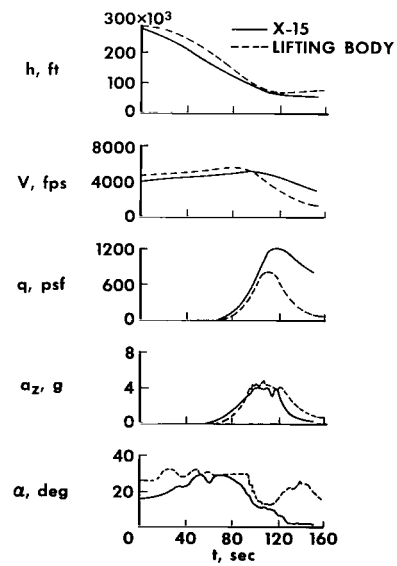 300×10³
X-15
LIFTING BODY
200
h, ft
100
0
8000
V, fps
4000
0
1200
q, psf
600
0
8
a_z, g
4
0
40
α, deg
20
0 40 80 120 160
t, sec